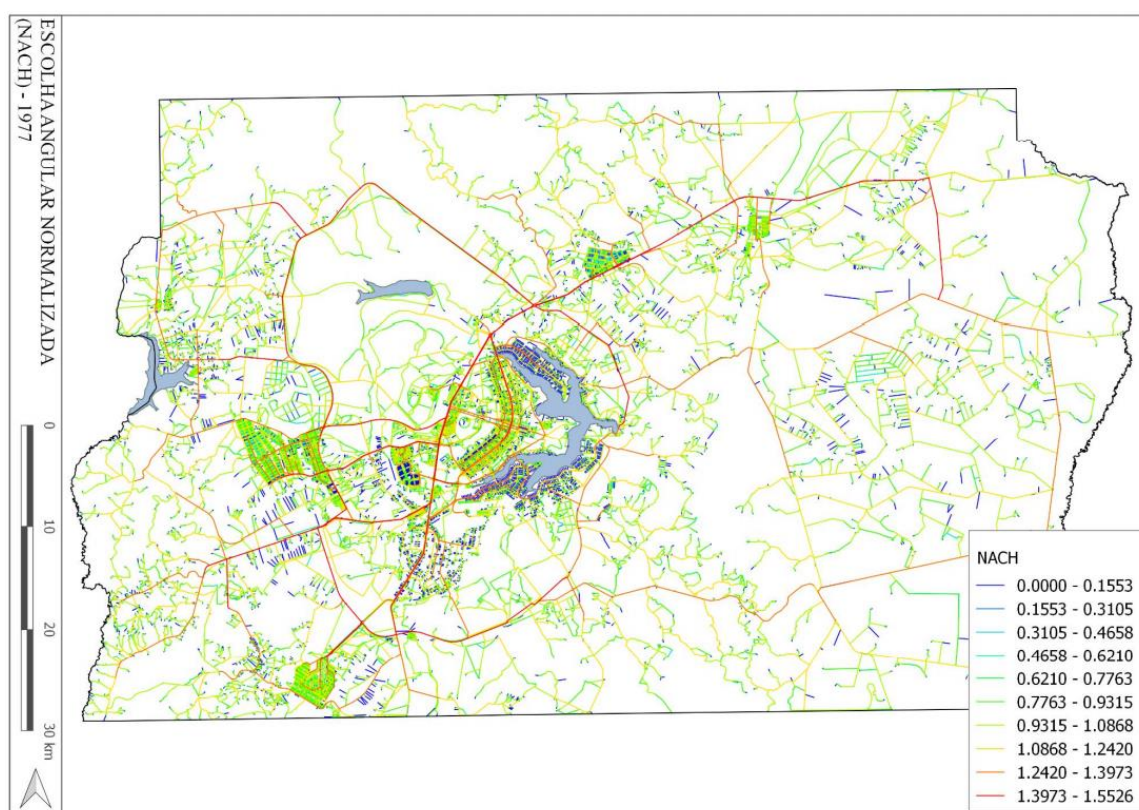 ESCOLHA ANGULAR NORMALIZADA
(NACH) - 1977
0
10
20
30 km
NACH
0.0000 - 0.1553
0.1553 - 0.3105
0.3105 - 0.4658
0.4658 - 0.6210
0.6210 - 0.7763
0.7763 - 0.9315
0.9315 - 1.0868
1.0868 - 1.2420
1.2420 - 1.3973
1.3973 - 1.5526